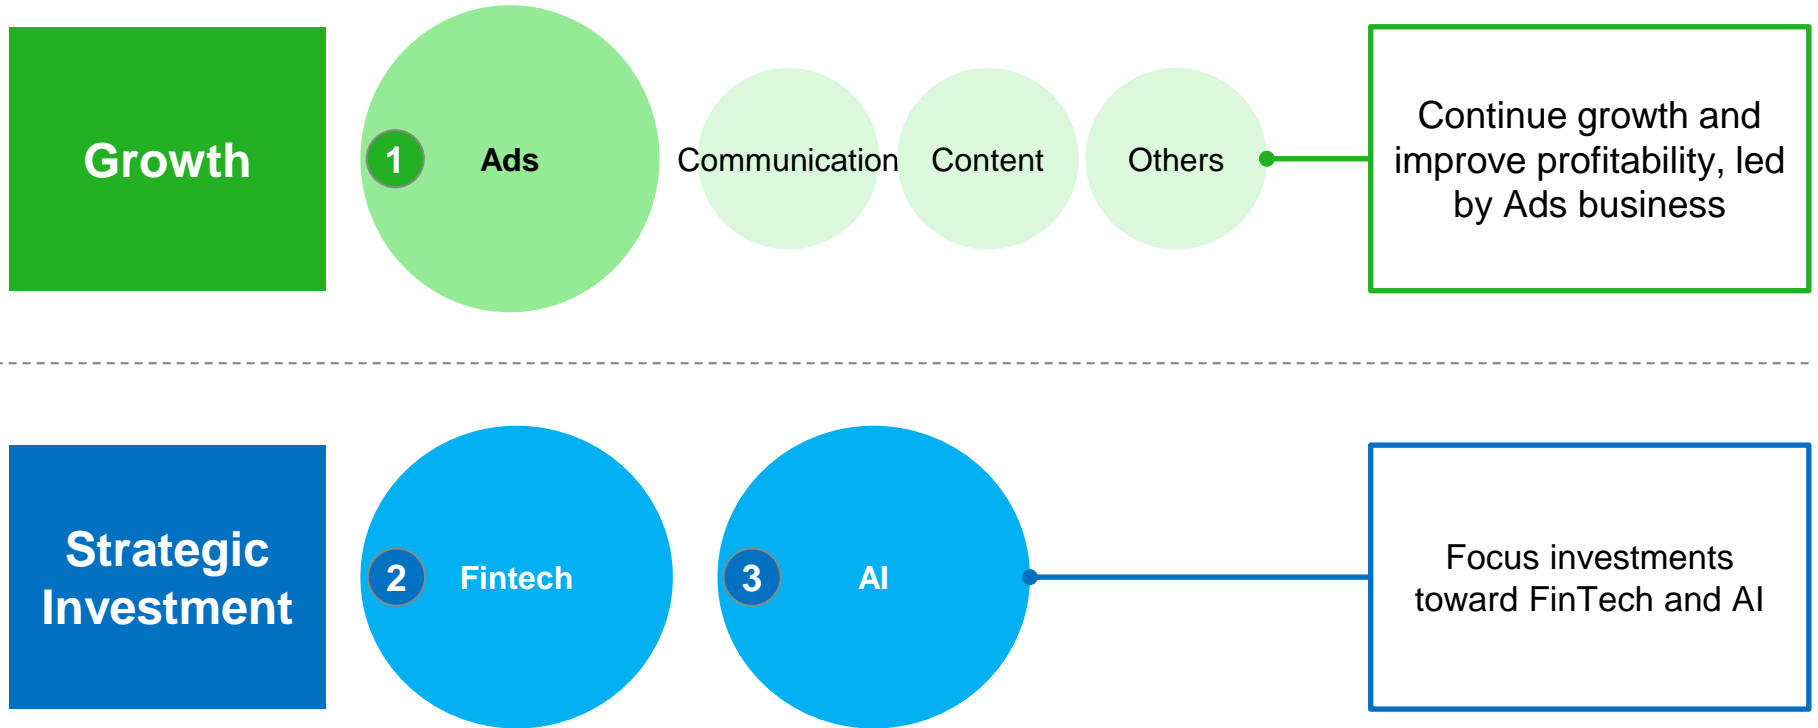 Growth
1
Ads
Communication
Content
Others
Continue growth and
improve profitability, led
by Ads business
Strategic
Investment
2
Fintech
3
AI
Focus investments
toward FinTech and AI